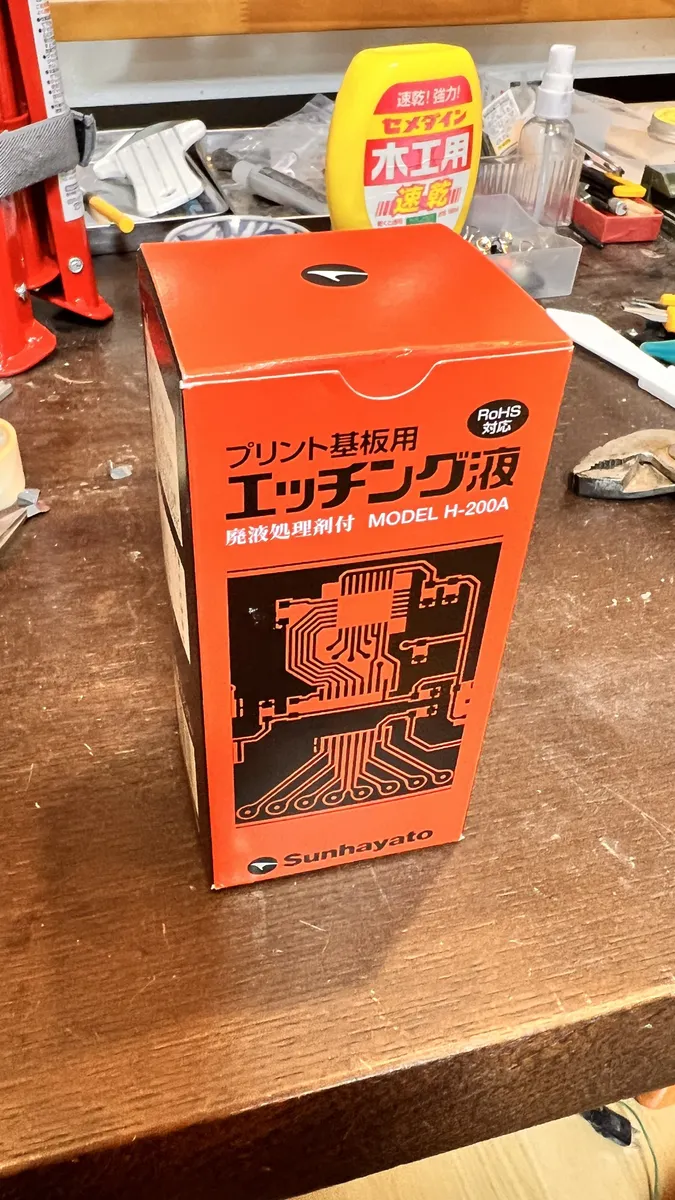 速乾!強力!
セメダイン
木工用
速乾
RoHS
対応
プリント基板用
エッチング液
廃液処理剤付 MODEL H-200A
Sunhayato